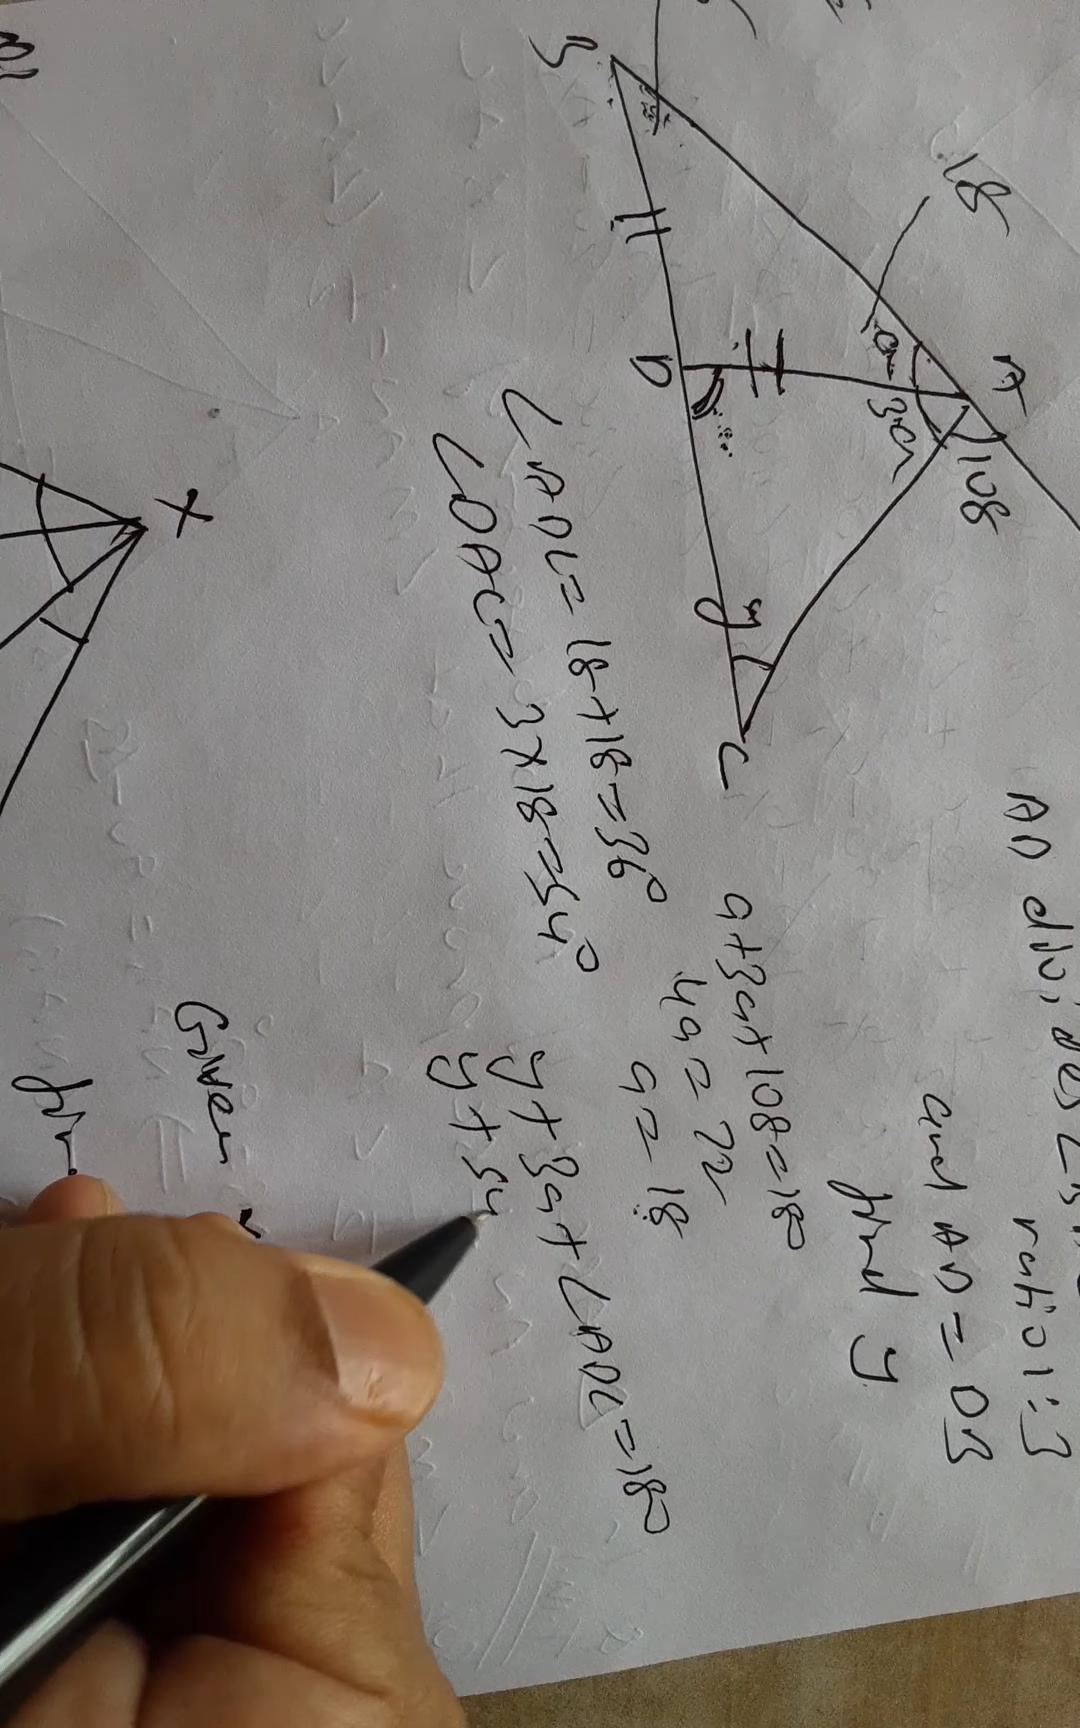 AD divides
ratio 1:3
and AD = DB
find y
18
A
108
a
3a
B
D
y
C
a+3a+108=180
4a=72
a=18
∠ADC=18+18=36°
∠DAC=3×18=54°
y+3a+∠ADC=180
y+54
Given
X